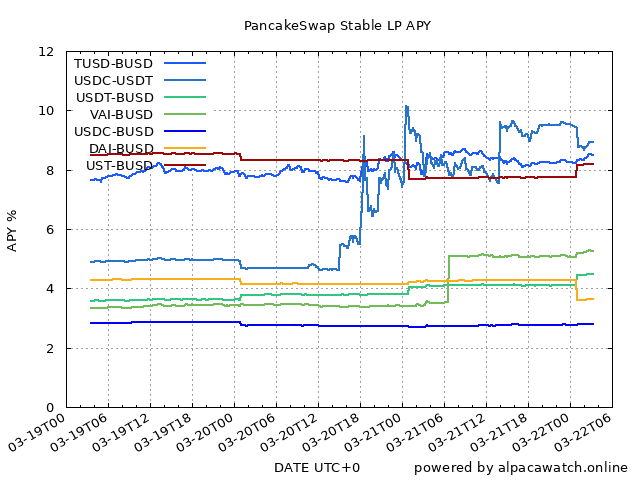 PancakeSwap Stable LP APY
TUSD-BUSD
USDC-USDT
USDT-BUSD
VAI-BUSD
USDC-BUSD
DAI-BUSD
UST-BUSD
APY %
12
10
8
6
4
2
0
03-19T00
03-19T06
03-19T12
03-19T18
03-20T00
03-20T06
03-20T12
03-20T18
03-21T00
03-21T06
03-21T12
03-21T18
03-22T00
03-22T06
DATE UTC+0
powered by alpacawatch.online